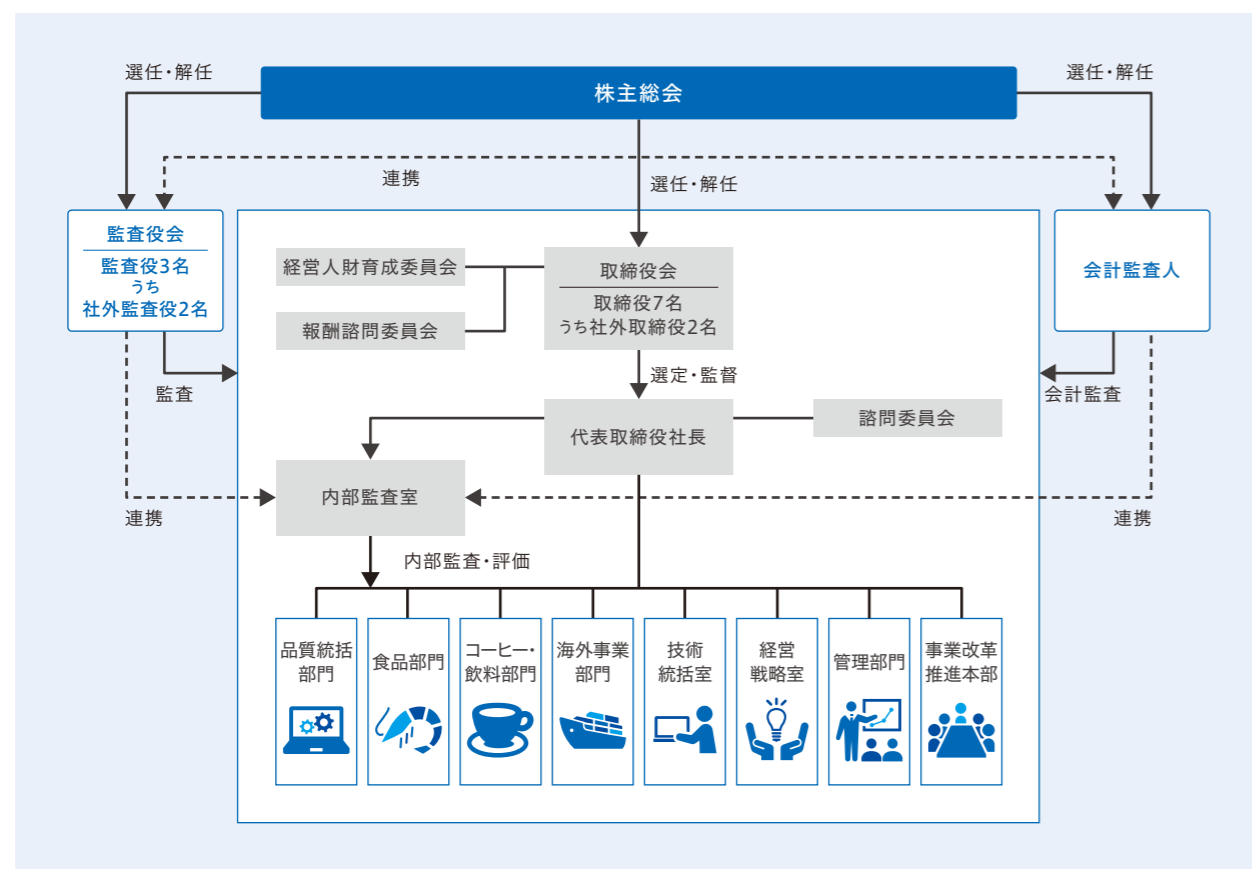 選任・解任
株主総会
選任・解任
連携
選任・解任
監査役会
監査役3名
うち
社外監査役2名
経営人財育成委員会
報酬諮問委員会
取締役会
取締役7名
うち社外取締役2名
会計監査人
監査
選定・監督
会計監査
代表取締役社長
諮問委員会
内部監査室
連携
連携
内部監査・評価
品質統括
部門
食品部門
コーヒー・
飲料部門
海外事業
部門
技術
統括室
経営
戦略室
管理部門
事業改革
推進本部